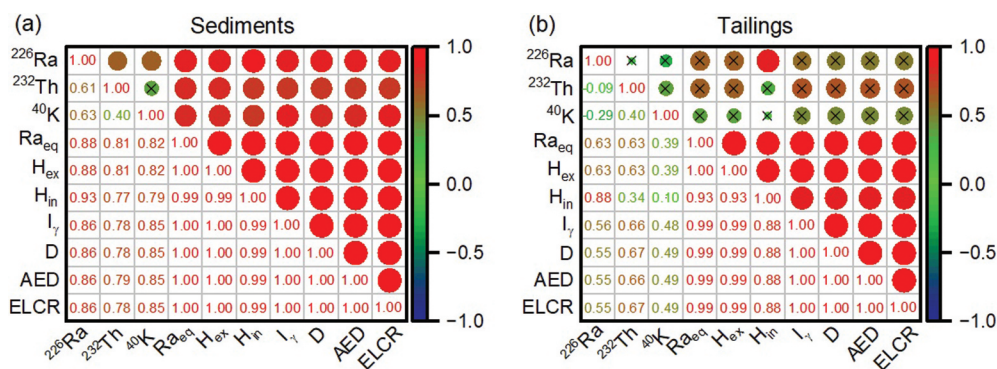 (a) Sediments
²²⁶Ra 1.00
²³²Th 0.61 1.00
⁴⁰K 0.63 0.40 1.00
Raeq 0.88 0.81 0.82 1.00
Hex 0.88 0.81 0.82 1.00 1.00
Hin 0.93 0.77 0.79 0.99 0.99 1.00
Iγ 0.86 0.78 0.85 1.00 1.00 0.99 1.00
D 0.86 0.78 0.85 1.00 1.00 0.99 1.00 1.00
AED 0.86 0.79 0.85 1.00 1.00 0.99 1.00 1.00 1.00
ELCR 0.86 0.78 0.85 1.00 1.00 0.99 1.00 1.00 1.00 1.00
²²⁶Ra ²³²Th ⁴⁰K Raeq Hex Hin Iγ D AED ELCR
1.0
0.5
0.0
−0.5
−1.0
(b) Tailings
²²⁶Ra 1.00
²³²Th -0.09 1.00
⁴⁰K -0.29 0.40 1.00
Raeq 0.63 0.63 0.39 1.00
Hex 0.63 0.63 0.39 1.00 1.00
Hin 0.88 0.34 0.10 0.93 0.93 1.00
Iγ 0.56 0.66 0.48 0.99 0.99 0.88 1.00
D 0.55 0.67 0.49 0.99 0.99 0.88 1.00 1.00
AED 0.55 0.67 0.49 0.99 0.99 0.88 1.00 1.00 1.00
ELCR 0.55 0.67 0.49 0.99 0.99 0.88 1.00 1.00 1.00 1.00
²²⁶Ra ²³²Th ⁴⁰K Raeq Hex Hin Iγ D AED ELCR
1.0
0.5
0.0
−0.5
−1.0